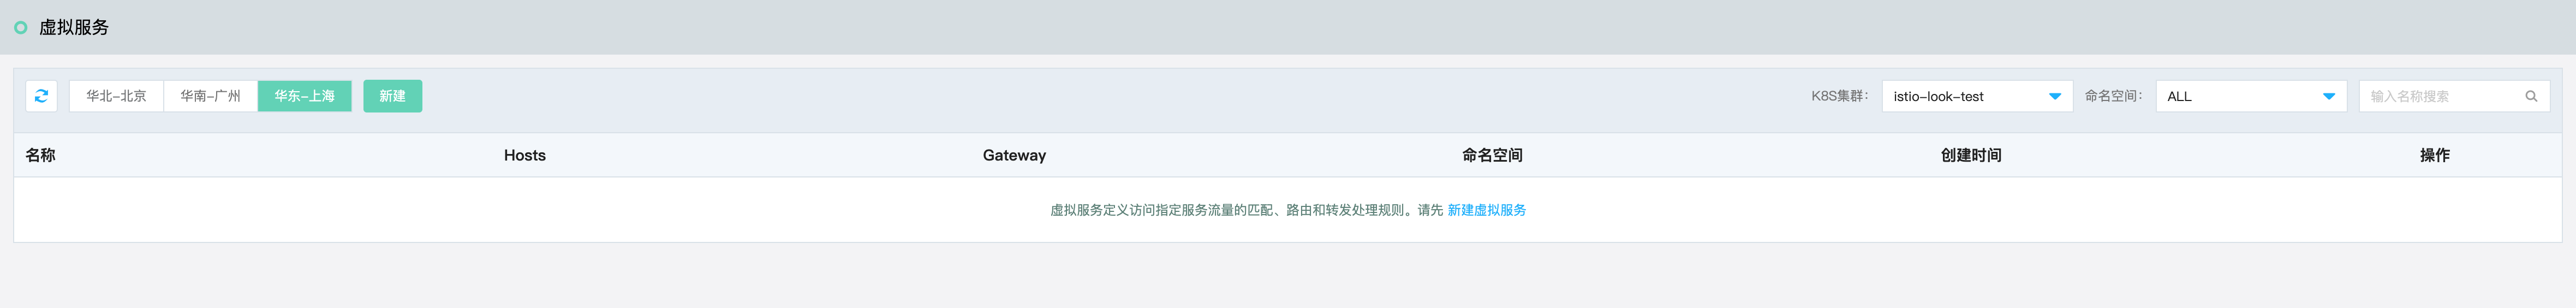 虚拟服务
华北-北京 华南-广州 华东-上海 新建 K8S集群： istio-look-test 命名空间： ALL 输入名称搜索
名称 Hosts Gateway 命名空间 创建时间 操作
虚拟服务定义访问指定服务流量的匹配、路由和转发处理规则。请先 新建虚拟服务